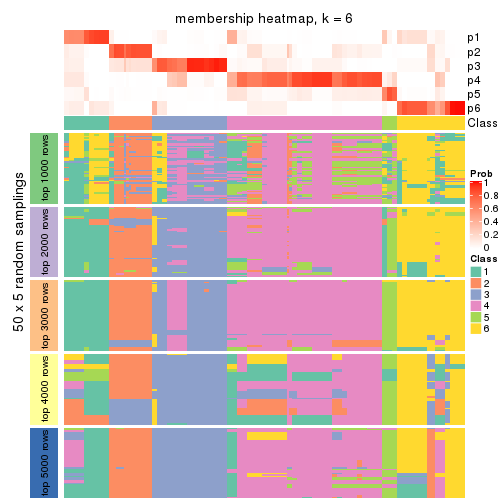 membership heatmap, k = 6
p1
p2
p3
p4
p5
p6
Class
50 x 5 random samplings
top 1000 rows
top 2000 rows
top 3000 rows
top 4000 rows
top 5000 rows
Prob
1
0.8
0.6
0.4
0.2
0
Class
1
2
3
4
5
6